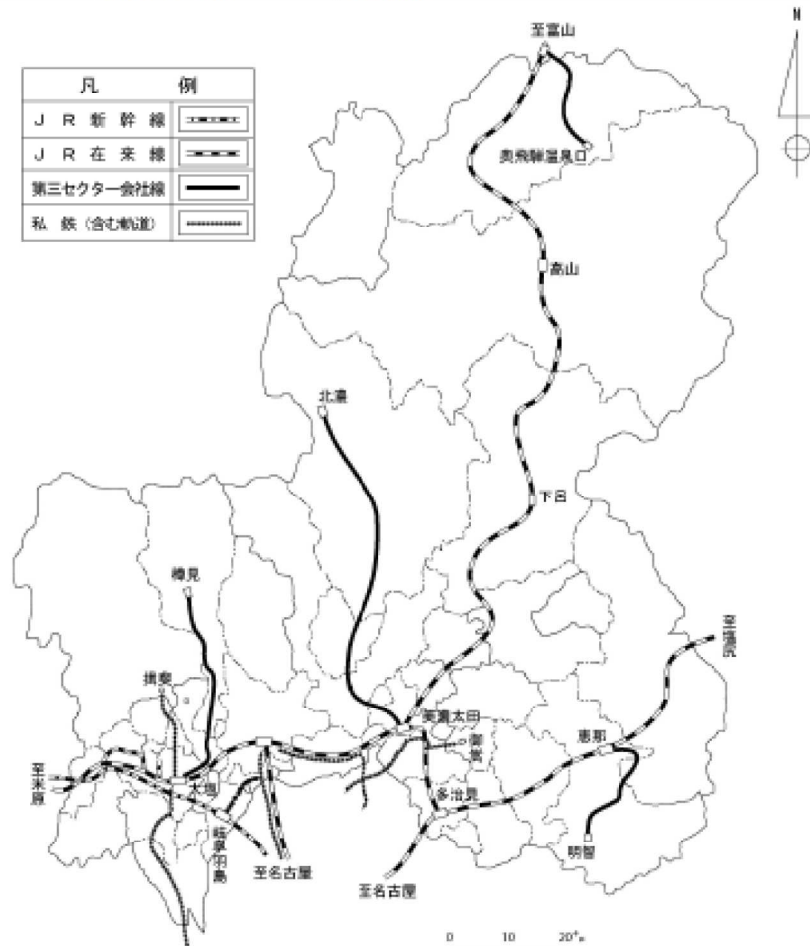 N
至富山
凡 例
JR新幹線
JR在来線
第三セクター会社線
私鉄(含む軌道)
奥飛騨温泉口
高山
北濃
下呂
樽見
至塩尻
揖斐
美濃太田
御嵩
恵那
至米原
大垣
多治見
岐阜羽島
明智
至名古屋
至名古屋
0 10 20